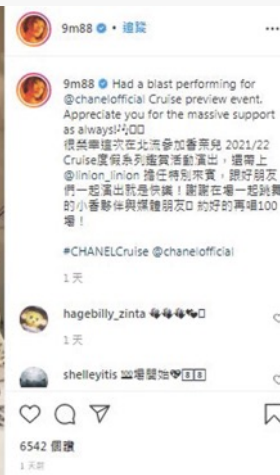 9m88 • 追蹤
9m88 Had a blast performing for
@chanelofficial Cruise preview event.
Appreciate you for the massive support
as always!
很榮幸這次在北流參加香奈兒 2021/22
Cruise度假系列鑑賞活動演出，還帶上
@linion_linion 擔任特別來賓，跟好朋友
們一起演出就是快樂！謝謝在場一起跳舞
的小香夥伴與媒體朋友 約好的再唱100
場！
#CHANELCruise @chanelofficial
1 天
hagebilly_zinta
1 天
shelleyitis
6542 個讚
1 天前